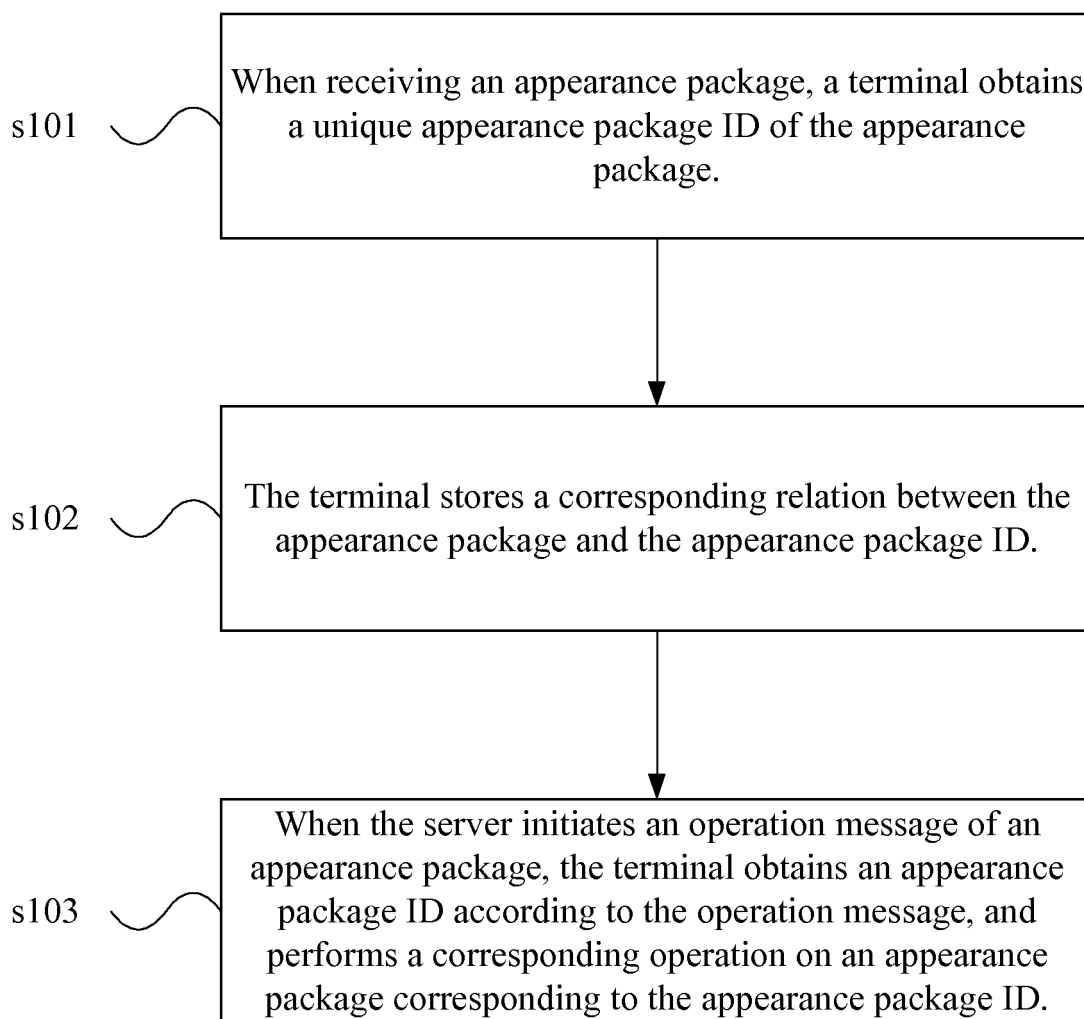 s101
When receiving an appearance package, a terminal obtains
a unique appearance package ID of the appearance
package.
s102
The terminal stores a corresponding relation between the
appearance package and the appearance package ID.
s103
When the server initiates an operation message of an
appearance package, the terminal obtains an appearance
package ID according to the operation message, and
performs a corresponding operation on an appearance
package corresponding to the appearance package ID.